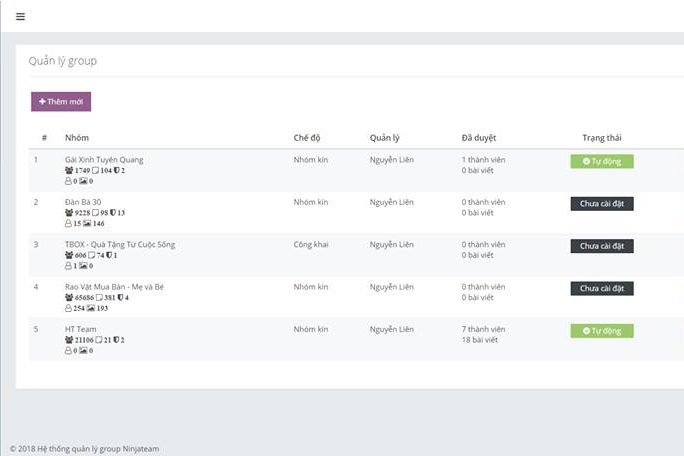 Quản lý group
Thêm mới
# Nhóm Chế độ Quản lý Đã duyệt Trạng thái
1 Gái Xinh Tuyên Quang Nhóm kín Nguyễn Liên 1 thành viên Tự động
1749 104 2 0 bài viết
0 0
2 Đàn Bà 30 Nhóm kín Nguyễn Liên 0 thành viên Chưa cài đặt
9228 98 13 0 bài viết
15 146
3 TBOX - Quà Tặng Từ Cuộc Sống Công khai Nguyễn Liên 0 thành viên Chưa cài đặt
606 74 1 0 bài viết
1 0
4 Rao Vặt Mua Bán - Mẹ và Bé Nhóm kín Nguyễn Liên 0 thành viên Chưa cài đặt
65686 381 4 0 bài viết
254 193
5 HT Team Nhóm kín Nguyễn Liên 7 thành viên Tự động
21106 21 2 18 bài viết
0 0
© 2018 Hệ thống quản lý group Ninjateam